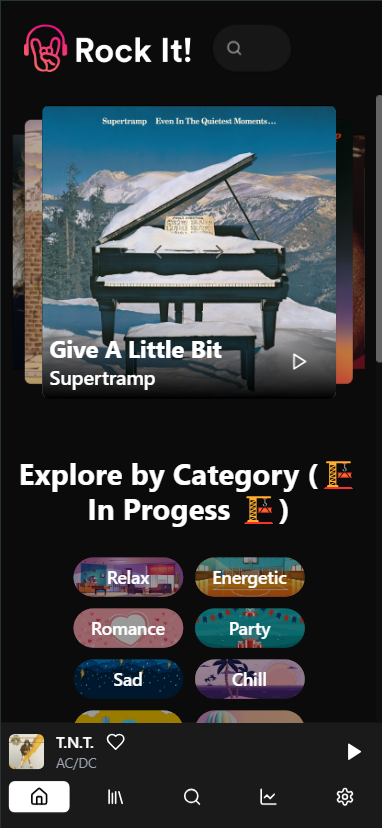 Rock It!
Supertramp Even In The Quietest Moments...
Give A Little Bit
Supertramp
Explore by Category (🏗️
In Progess 🏗️)
Relax
Energetic
Romance
Party
Sad
Chill
T.N.T.
AC/DC